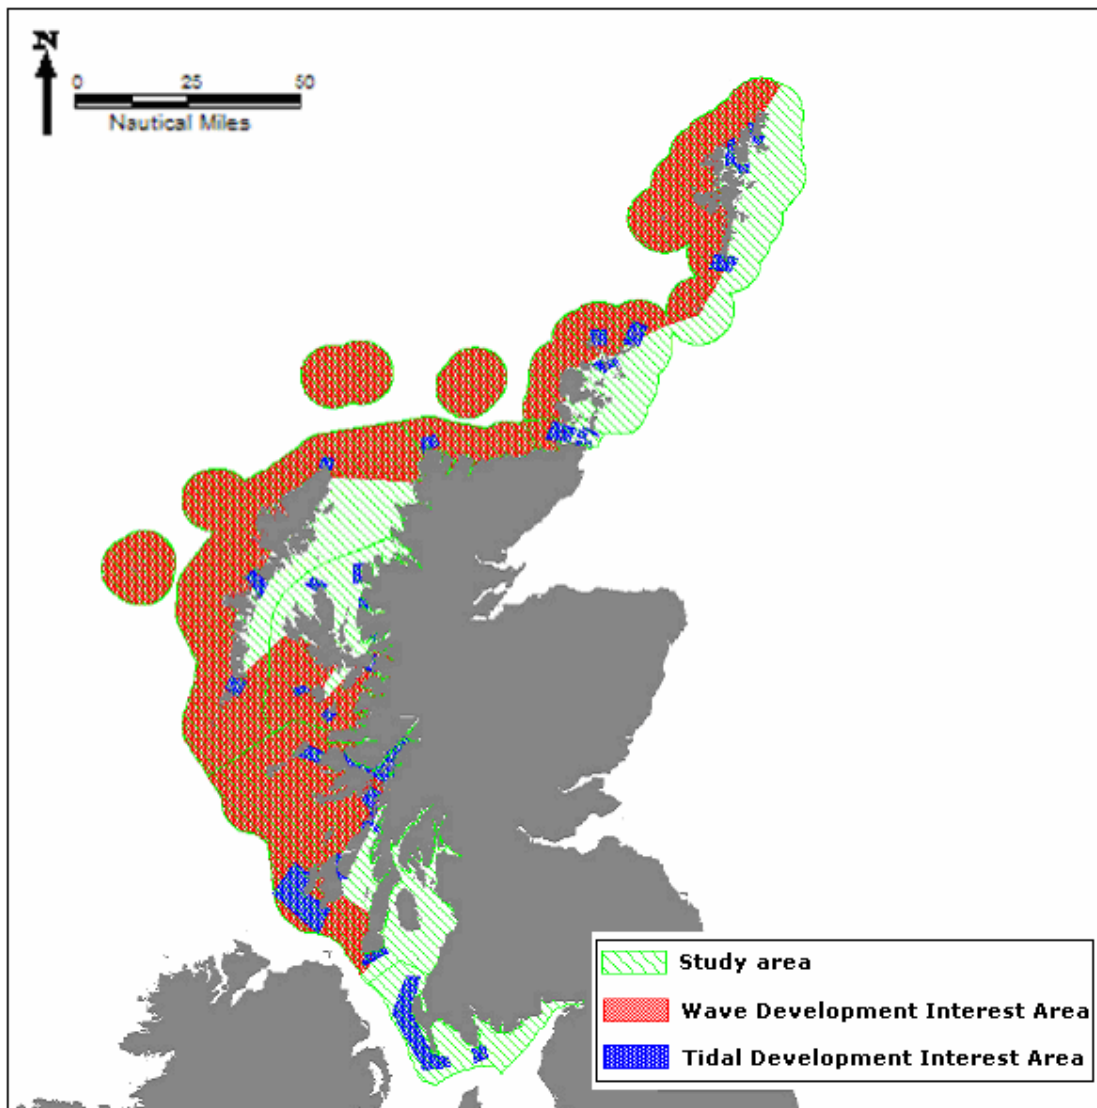 N
0 25 50
Nautical Miles
Study area
Wave Development Interest Area
Tidal Development Interest Area